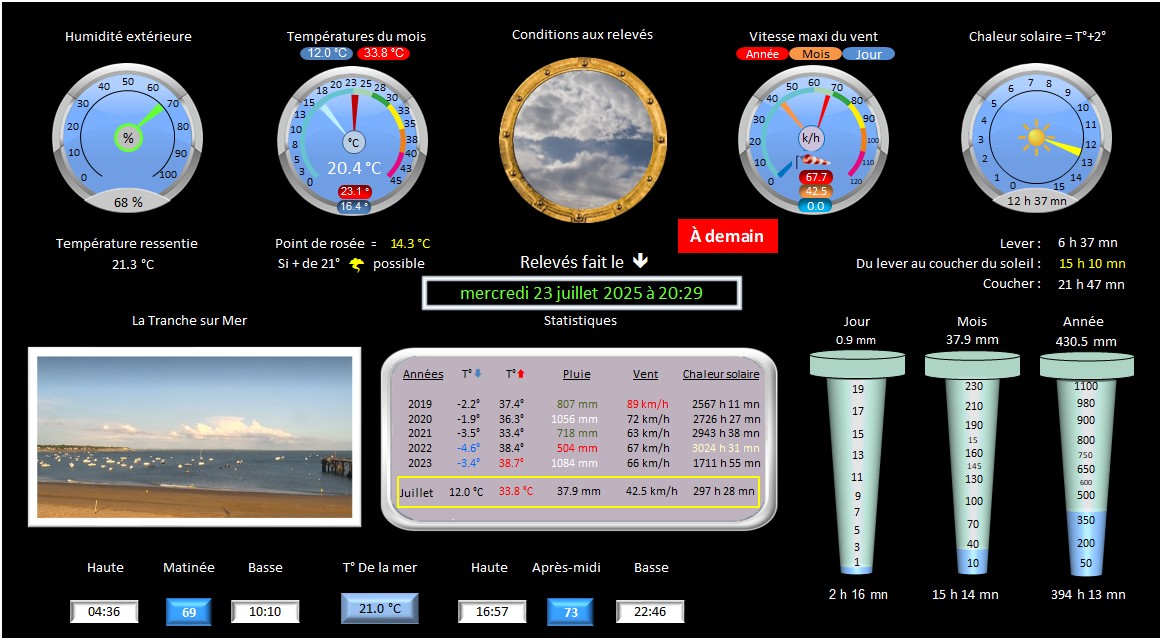 Humidité extérieure
Températures du mois
12.0 °C 33.8 °C
Conditions aux relevés
Vitesse maxi du vent
Année Mois Jour
Chaleur solaire = T°+2°
0 10 20 30 40 50 60 70 80 90 100
%
68 %
0 3 5 8 10 13 15 18 20 23 25 28 30 33 35 38 40 43 45
°C
20.4 °C
23.1 °
16.4 °
0 10 20 30 40 50 60 70 80 90 100 110 120
k/h
67.7
42.5
0.0
0 1 2 3 4 5 6 7 8 9 10 11 12 13 14 15
12 h 37 mn
Température ressentie
21.3 °C
Point de rosée = 14.3 °C
Si + de 21° possible
À demain
Relevés fait le
mercredi 23 juillet 2025 à 20:29
Lever : 6 h 37 mn
Du lever au coucher du soleil : 15 h 10 mn
Coucher : 21 h 47 mn
La Tranche sur Mer
Statistiques
Années T° T° Pluie Vent Chaleur solaire
2019 -2.2° 37.4° 807 mm 89 km/h 2567 h 11 mn
2020 -1.9° 36.3° 1056 mm 72 km/h 2726 h 27 mn
2021 -3.5° 33.4° 718 mm 63 km/h 2943 h 38 mn
2022 -4.6° 38.4° 504 mm 67 km/h 3024 h 31 mn
2023 -3.4° 38.7° 1084 mm 66 km/h 1711 h 55 mn
Juillet 12.0 °C 33.8 °C 37.9 mm 42.5 km/h 297 h 28 mn
Jour
0.9 mm
19
17
15
13
11
9
7
5
3
1
2 h 16 mn
Mois
37.9 mm
230
210
190
15
160
145
130
100
70
40
10
15 h 14 mn
Année
430.5 mm
1100
980
900
800
750
650
600
500
350
200
50
394 h 13 mn
Haute Matinée Basse
04:36 69 10:10
T° De la mer
21.0 °C
Haute Après-midi Basse
16:57 73 22:46